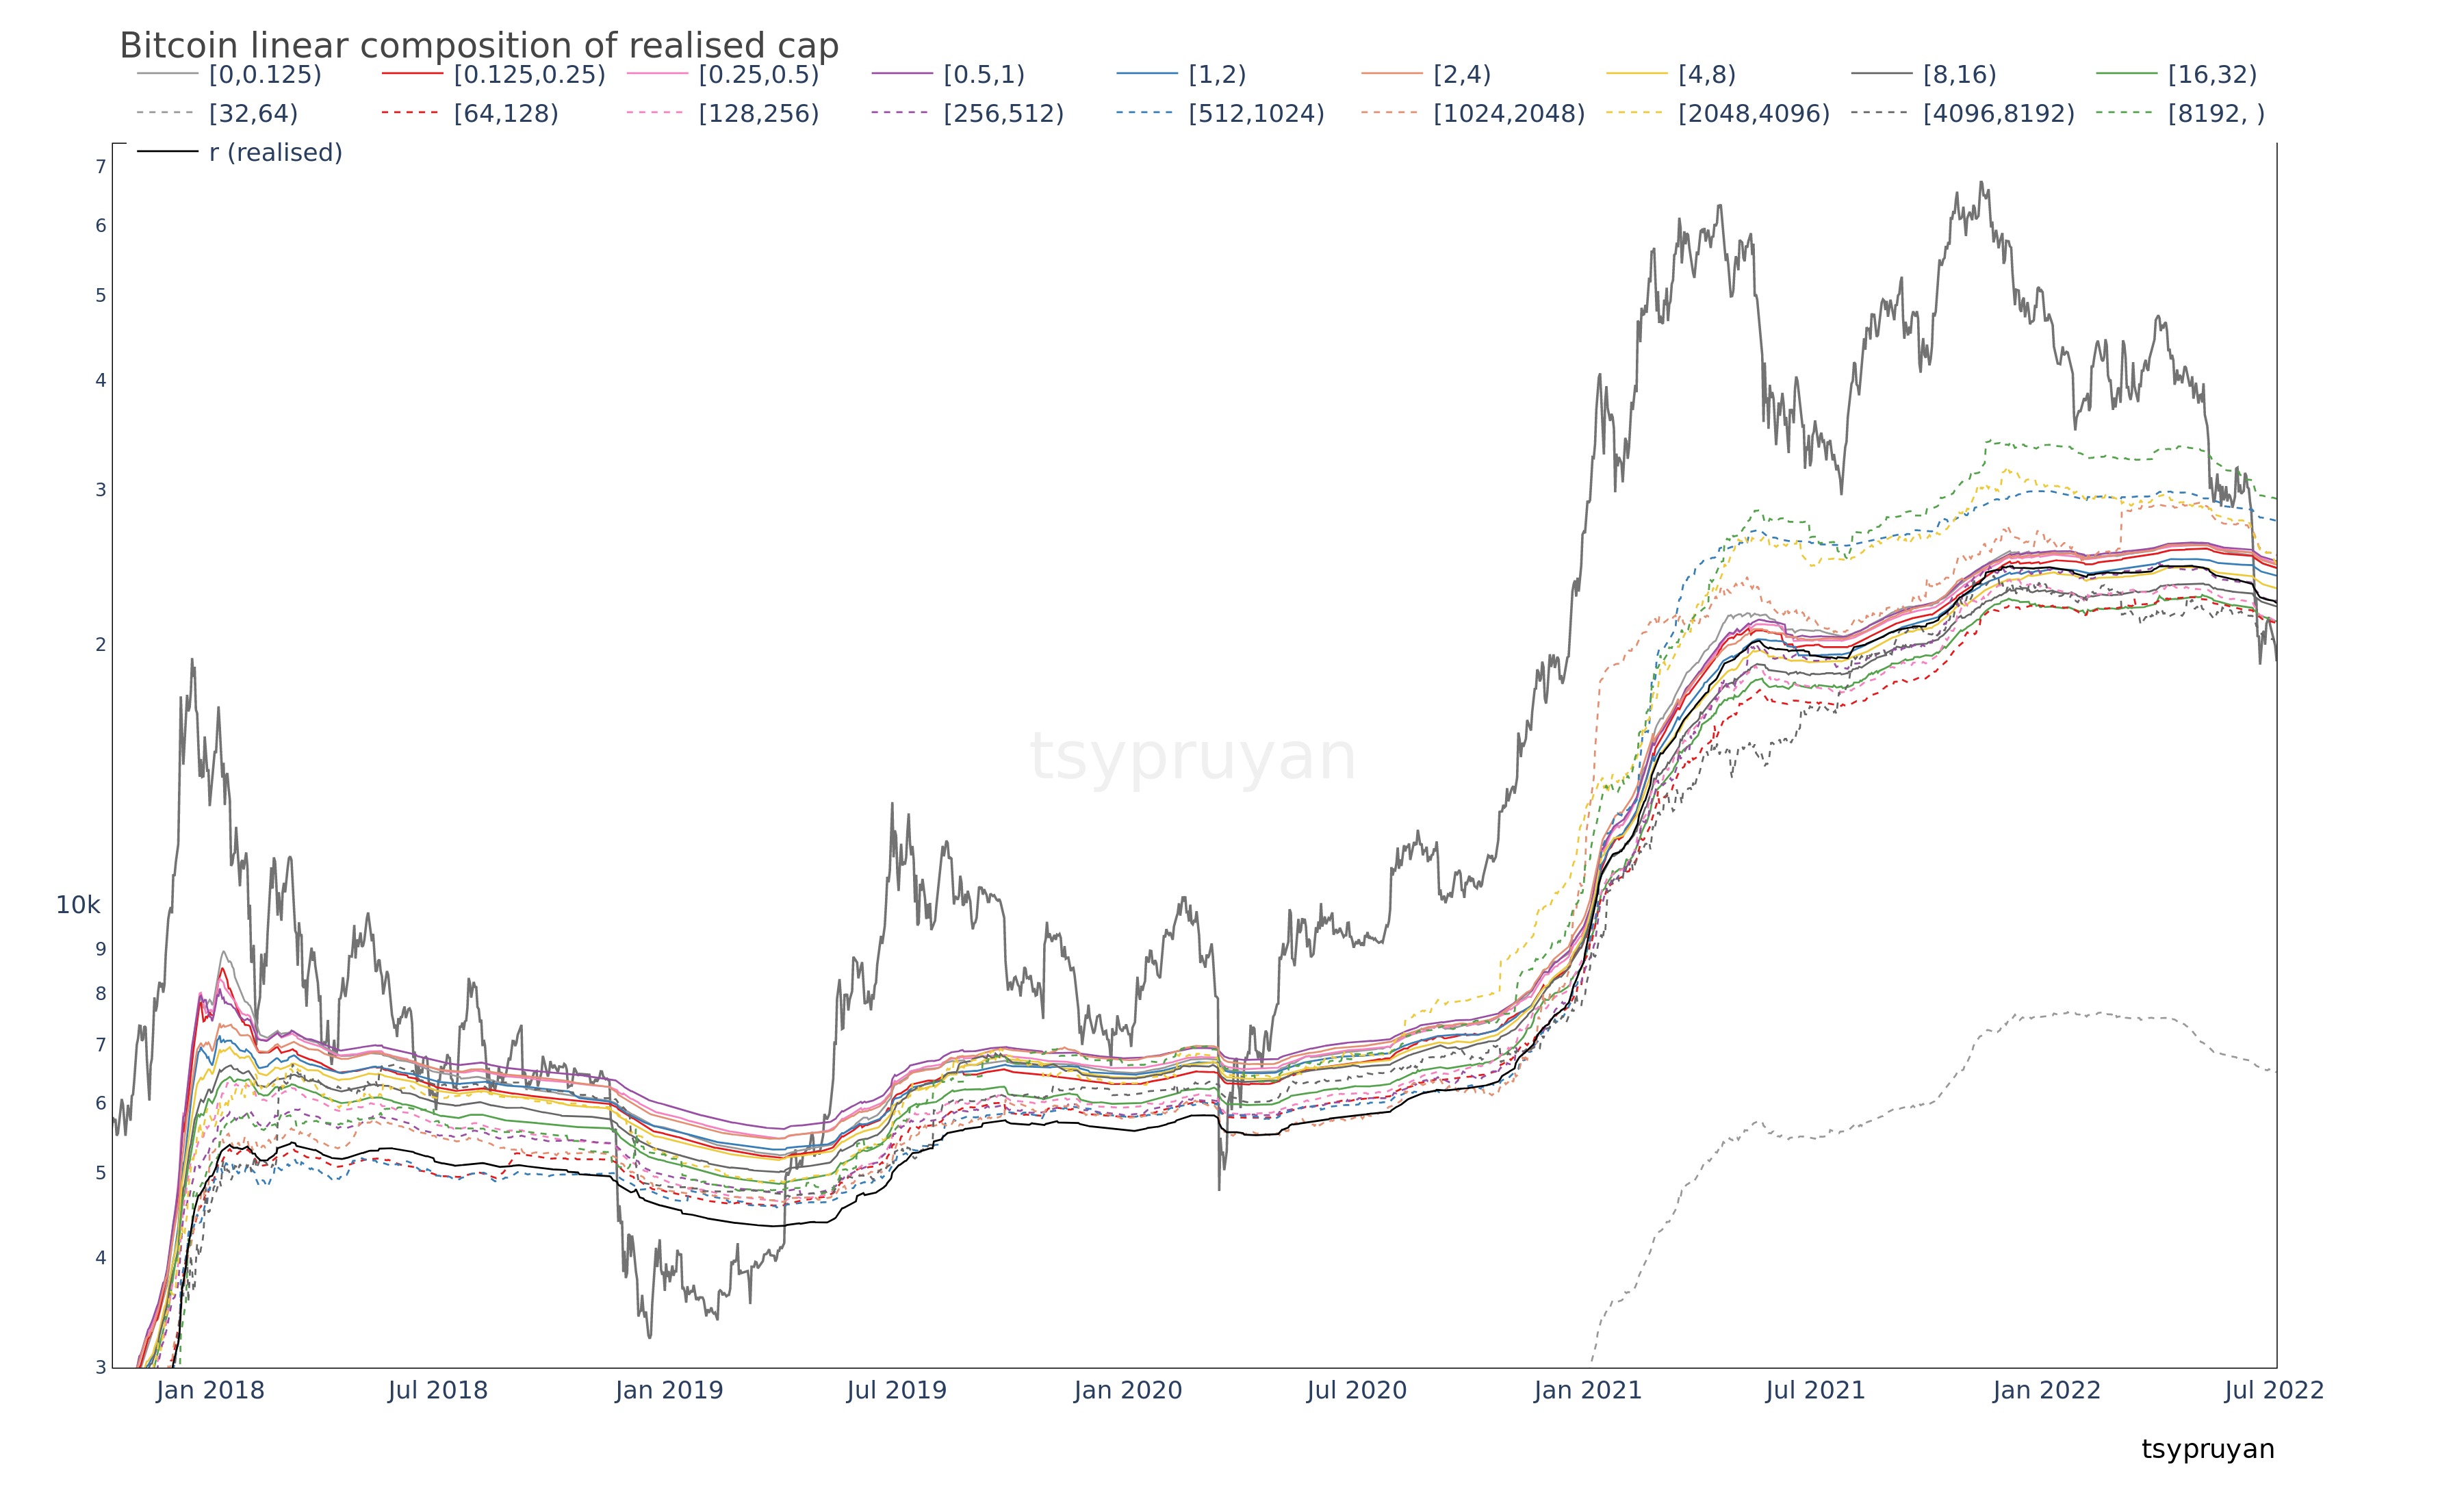 Bitcoin linear composition of realised cap
[0,0.125) [0.125,0.25) [0.25,0.5) [0.5,1) [1,2) [2,4) [4,8) [8,16) [16,32)
[32,64) [64,128) [128,256) [256,512) [512,1024) [1024,2048) [2048,4096) [4096,8192) [8192, )
r (realised)
7
6
5
4
3
2
10k
9
8
7
6
5
4
3
tsypruyan
Jan 2018 Jul 2018 Jan 2019 Jul 2019 Jan 2020 Jul 2020 Jan 2021 Jul 2021 Jan 2022 Jul 2022
tsypruyan